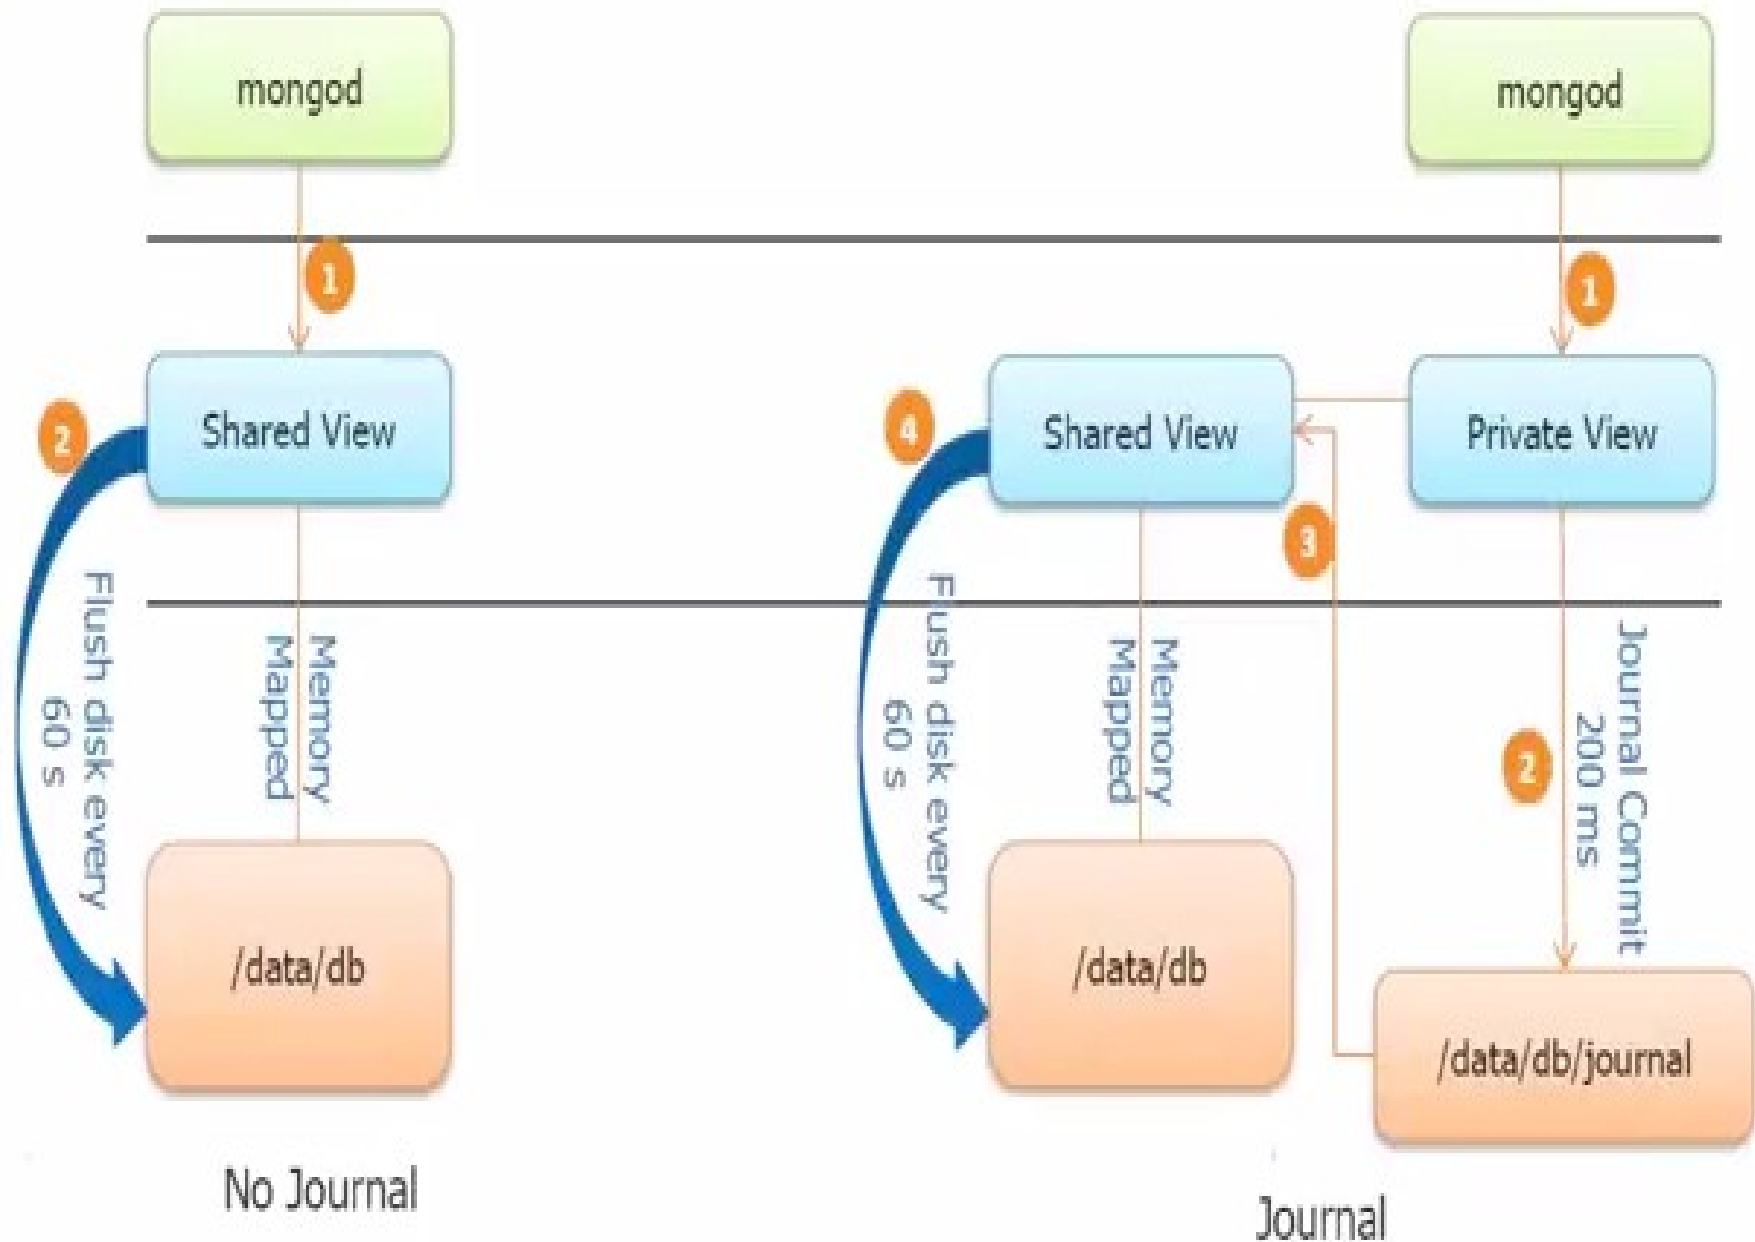 mongod
1
Shared View
2
Flush disk every
60 s
Memory
Mapped
/data/db
No Journal
mongod
1
Shared View
Private View
4
3
Flush disk every
60 s
Memory
Mapped
2
Journal Commit
200 ms
/data/db
/data/db/journal
Journal